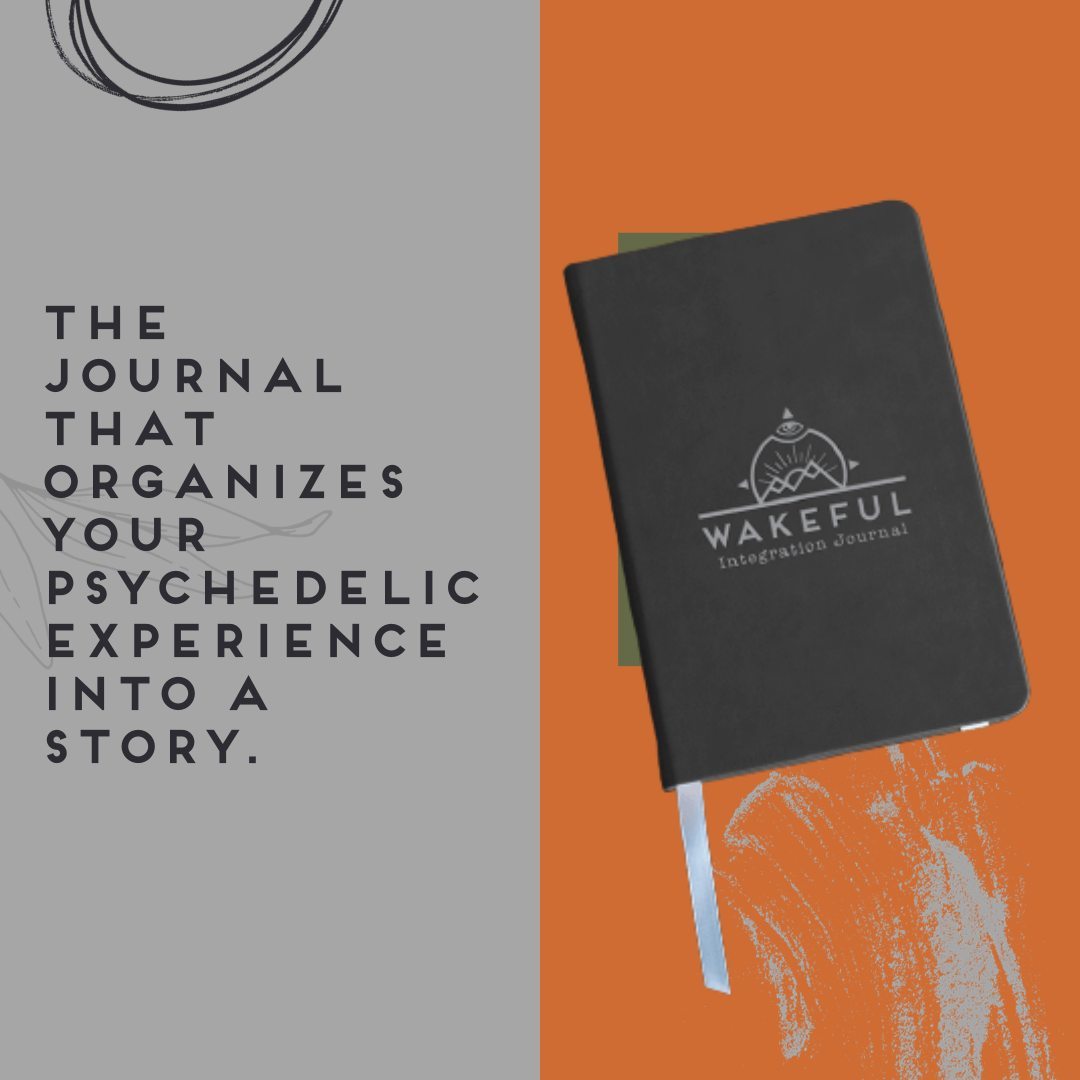 THE
JOURNAL
THAT
ORGANIZES
YOUR
PSYCHEDELIC
EXPERIENCE
INTO A
STORY.
WAKEFUL
Integration Journal